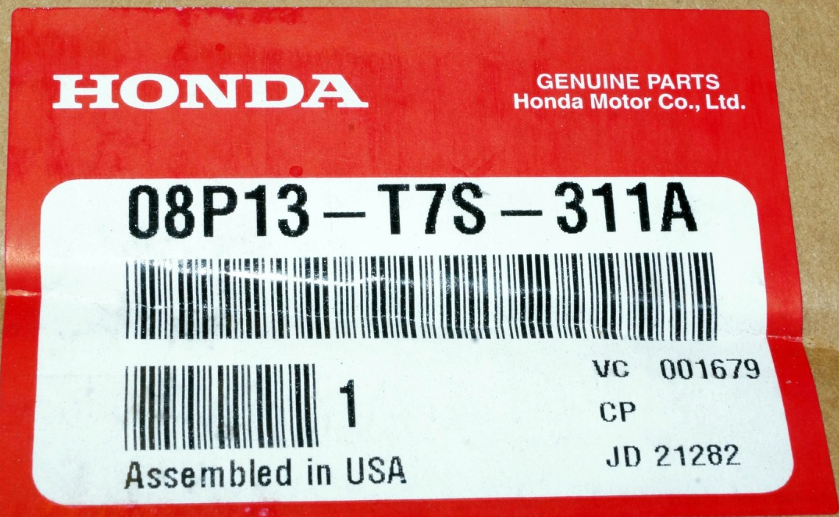 HONDA
GENUINE PARTS
Honda Motor Co., Ltd.
08P13-T7S-311A
1
VC 001679
CP
JD 21282
Assembled in USA